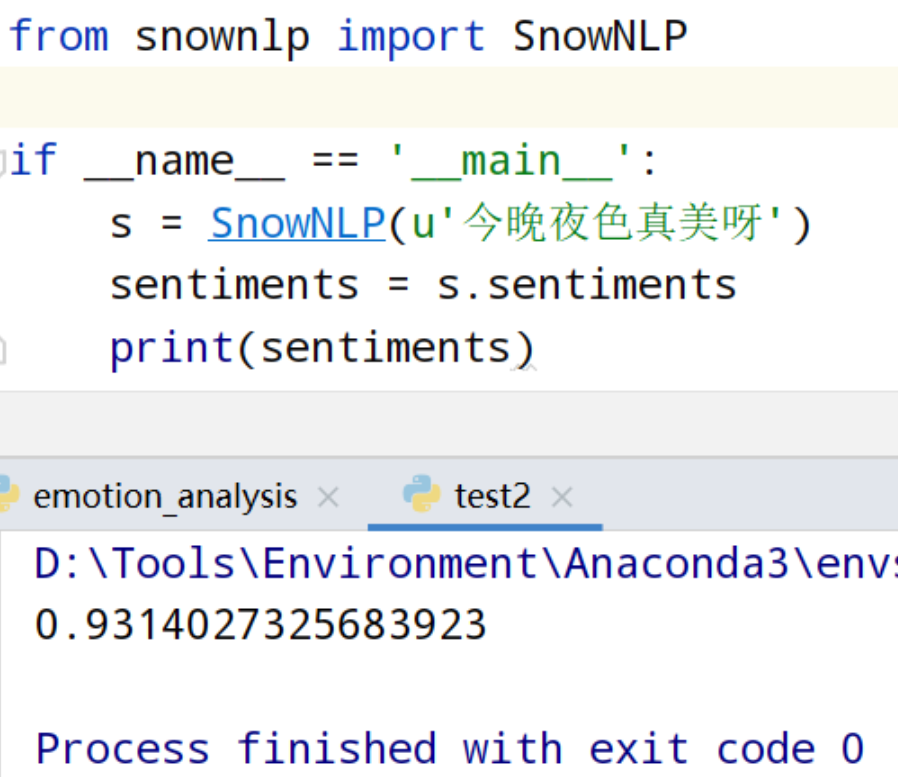 from snownlp import SnowNLP
if __name__ == '__main__':
s = SnowNLP(u'今晚夜色真美呀')
sentiments = s.sentiments
print(sentiments)
emotion_analysis × test2 ×
D:\Tools\Environment\Anaconda3\envs
0.9314027325683923
Process finished with exit code 0